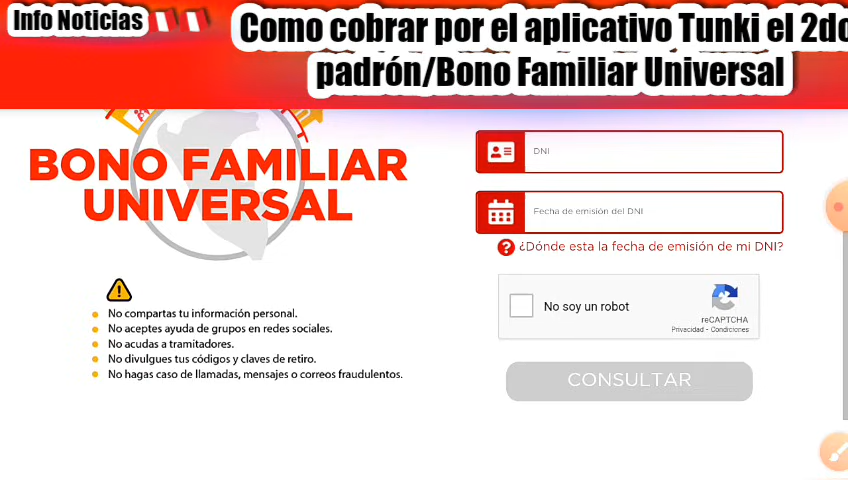 Info Noticias
Como cobrar por el aplicativo Tunki el 2do
padrón/Bono Familiar Universal
BONO FAMILIAR
UNIVERSAL
No compartas tu información personal.
No aceptes ayuda de grupos en redes sociales.
No acudas a tramitadores.
No divulgues tus códigos y claves de retiro.
No hagas caso de llamadas, mensajes o correos fraudulentos.
DNI
Fecha de emisión del DNI
¿Dónde esta la fecha de emisión de mi DNI?
No soy un robot
reCAPTCHA
Privacidad - Condiciones
CONSULTAR